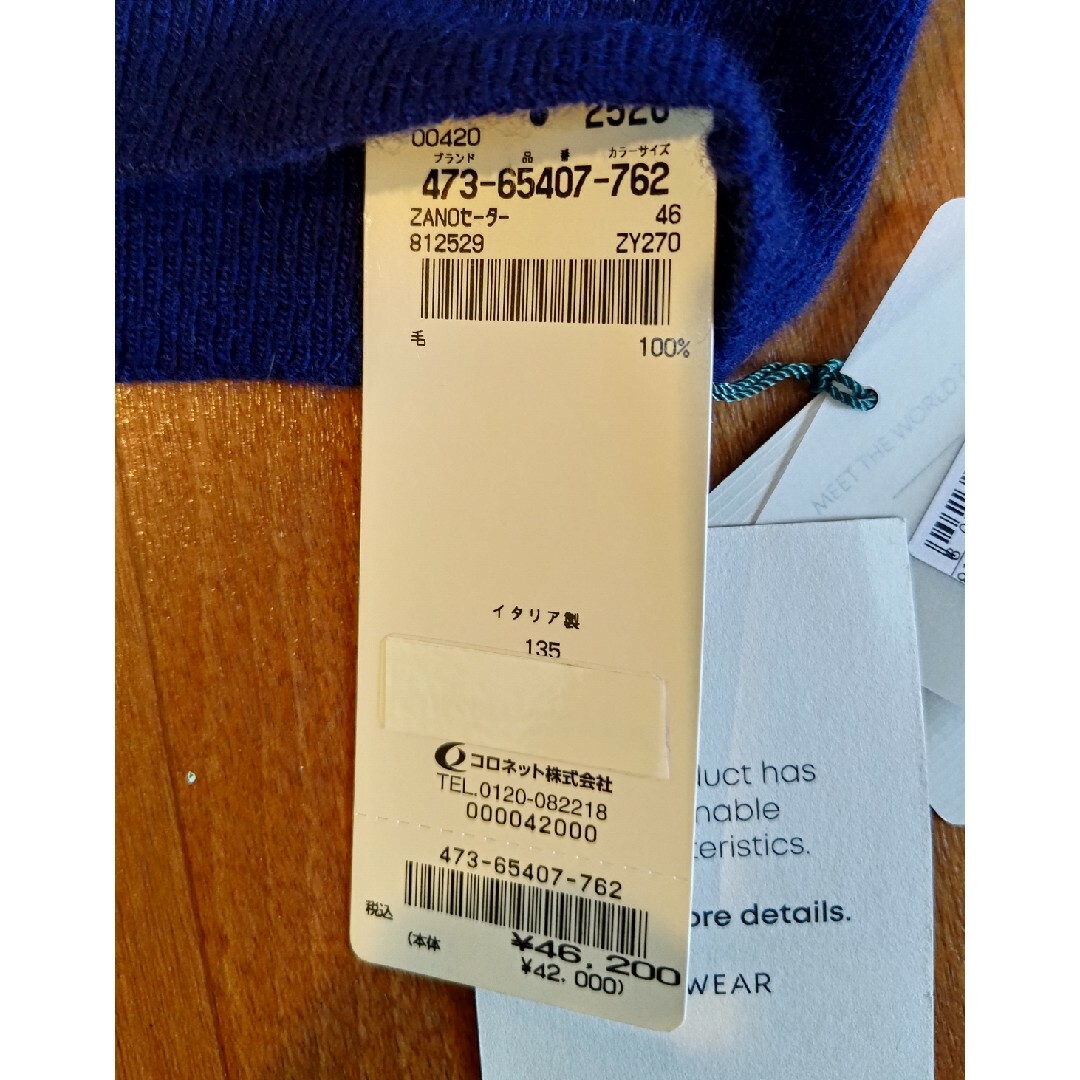 00420
2520
ブランド 品 番 カラーサイズ
473-65407-762
ZANOセーター 46
812529 ZY270
毛 100%
イタリア製
135
コロネット株式会社
TEL.0120-082218
000042000
473-65407-762
税込 ¥46,200
(本体 ¥42,000)
MEET THE WORLD
duct has
nable
teristics.
ore details.
WEAR